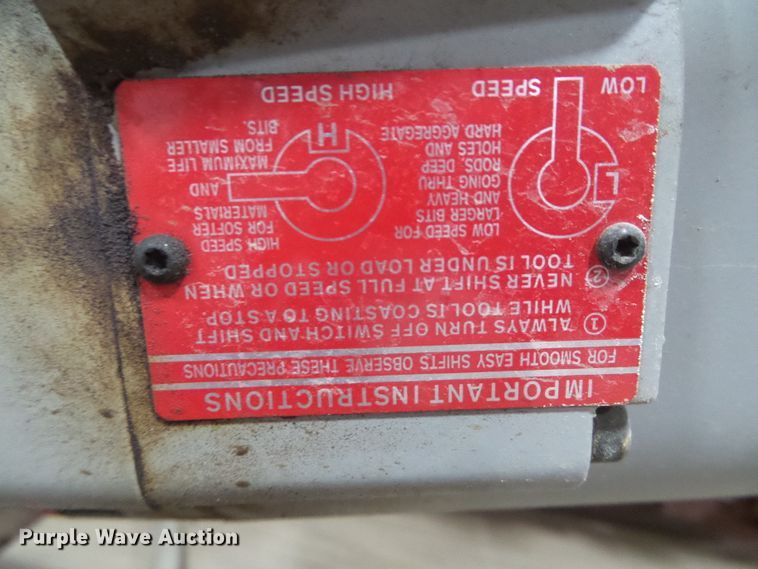 IMPORTANT INSTRUCTIONS
FOR SMOOTH EASY SHIFTS OBSERVE THESE PRECAUTIONS
① ALWAYS TURN OFF SWITCH AND SHIFT
WHILE TOOL IS COASTING TO A STOP.
② NEVER SHIFT AT FULL SPEED OR WHEN
TOOL IS UNDER LOAD OR STOPPED
L
LOW SPEED FOR
LARGER BITS
AND HEAVY
GOING THRU
RODS. DEEP
HOLES AND
HARD AGGREGATE
LOW SPEED
H
HIGH SPEED
FOR SOFTER
MATERIALS
AND
MAXIMUM LIFE
FROM SMALLER
BITS.
HIGH SPEED
Purple Wave Auction